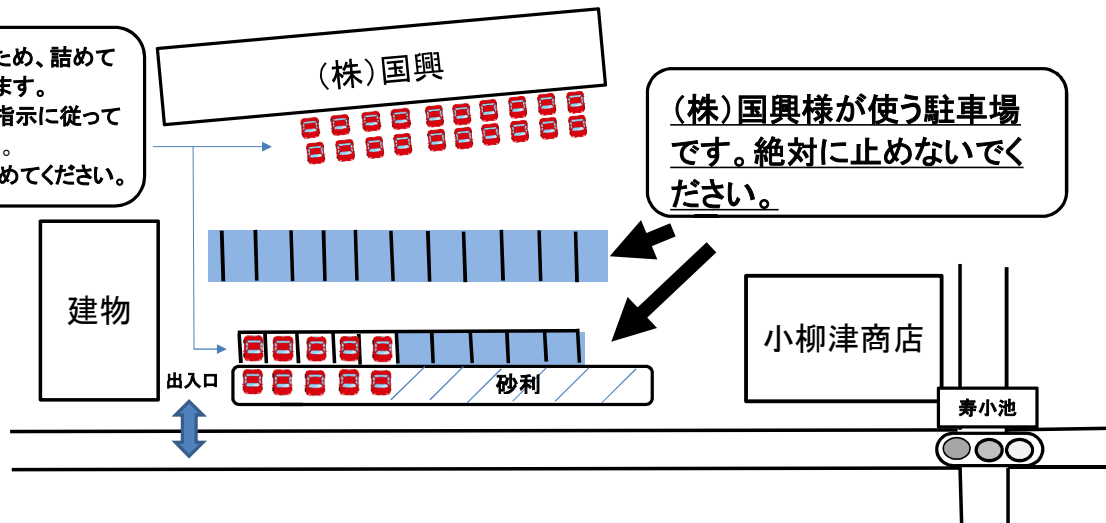 ため、詰めて
ます。
指示に従って
。
めてください。
(株)国興
(株)国興様が使う駐車場
です。絶対に止めないでく
ださい。
建物
小柳津商店
出入口
砂利
寿小池